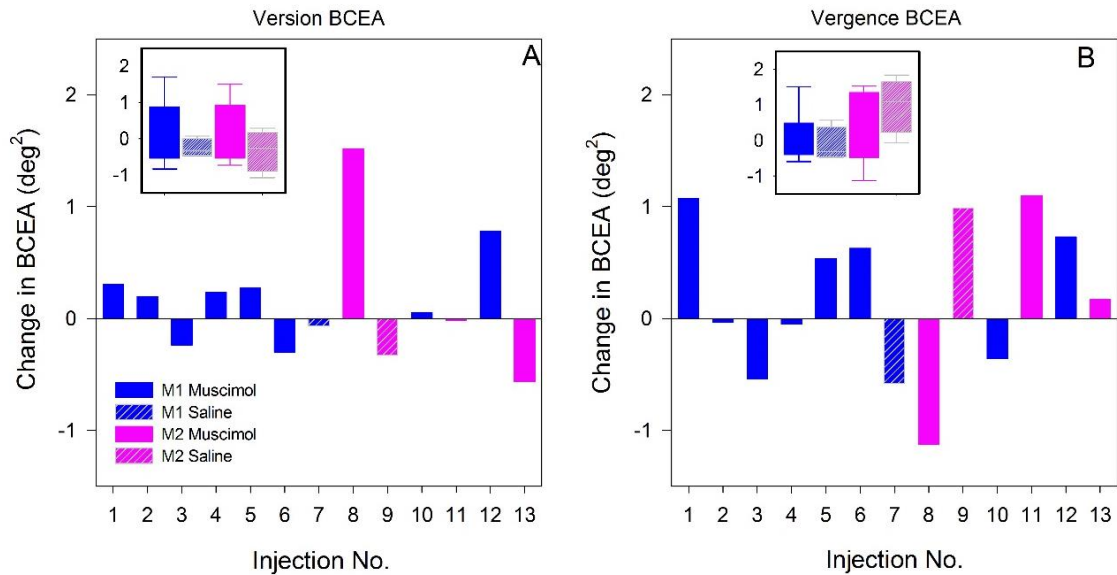 Version BCEA
A
2
1
0
-1
2
1
0
-1
Change in BCEA (deg²)
M1 Muscimol
M1 Saline
M2 Muscimol
M2 Saline
1 2 3 4 5 6 7 8 9 10 11 12 13
Injection No.
Vergence BCEA
B
2
1
0
-1
2
1
0
-1
Change in BCEA (deg²)
1 2 3 4 5 6 7 8 9 10 11 12 13
Injection No.